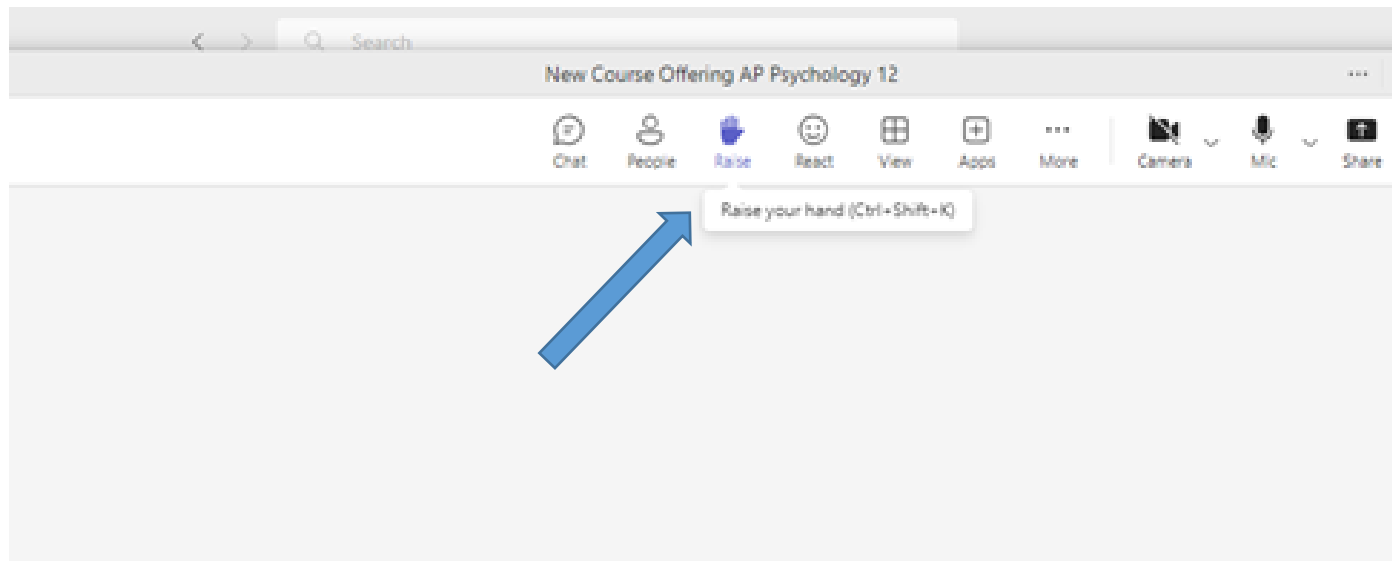 Search
New Course Offering AP Psychology 12
Chat People Raise React View Apps More Camera Mic Share
Raise your hand (Ctrl+Shift+K)